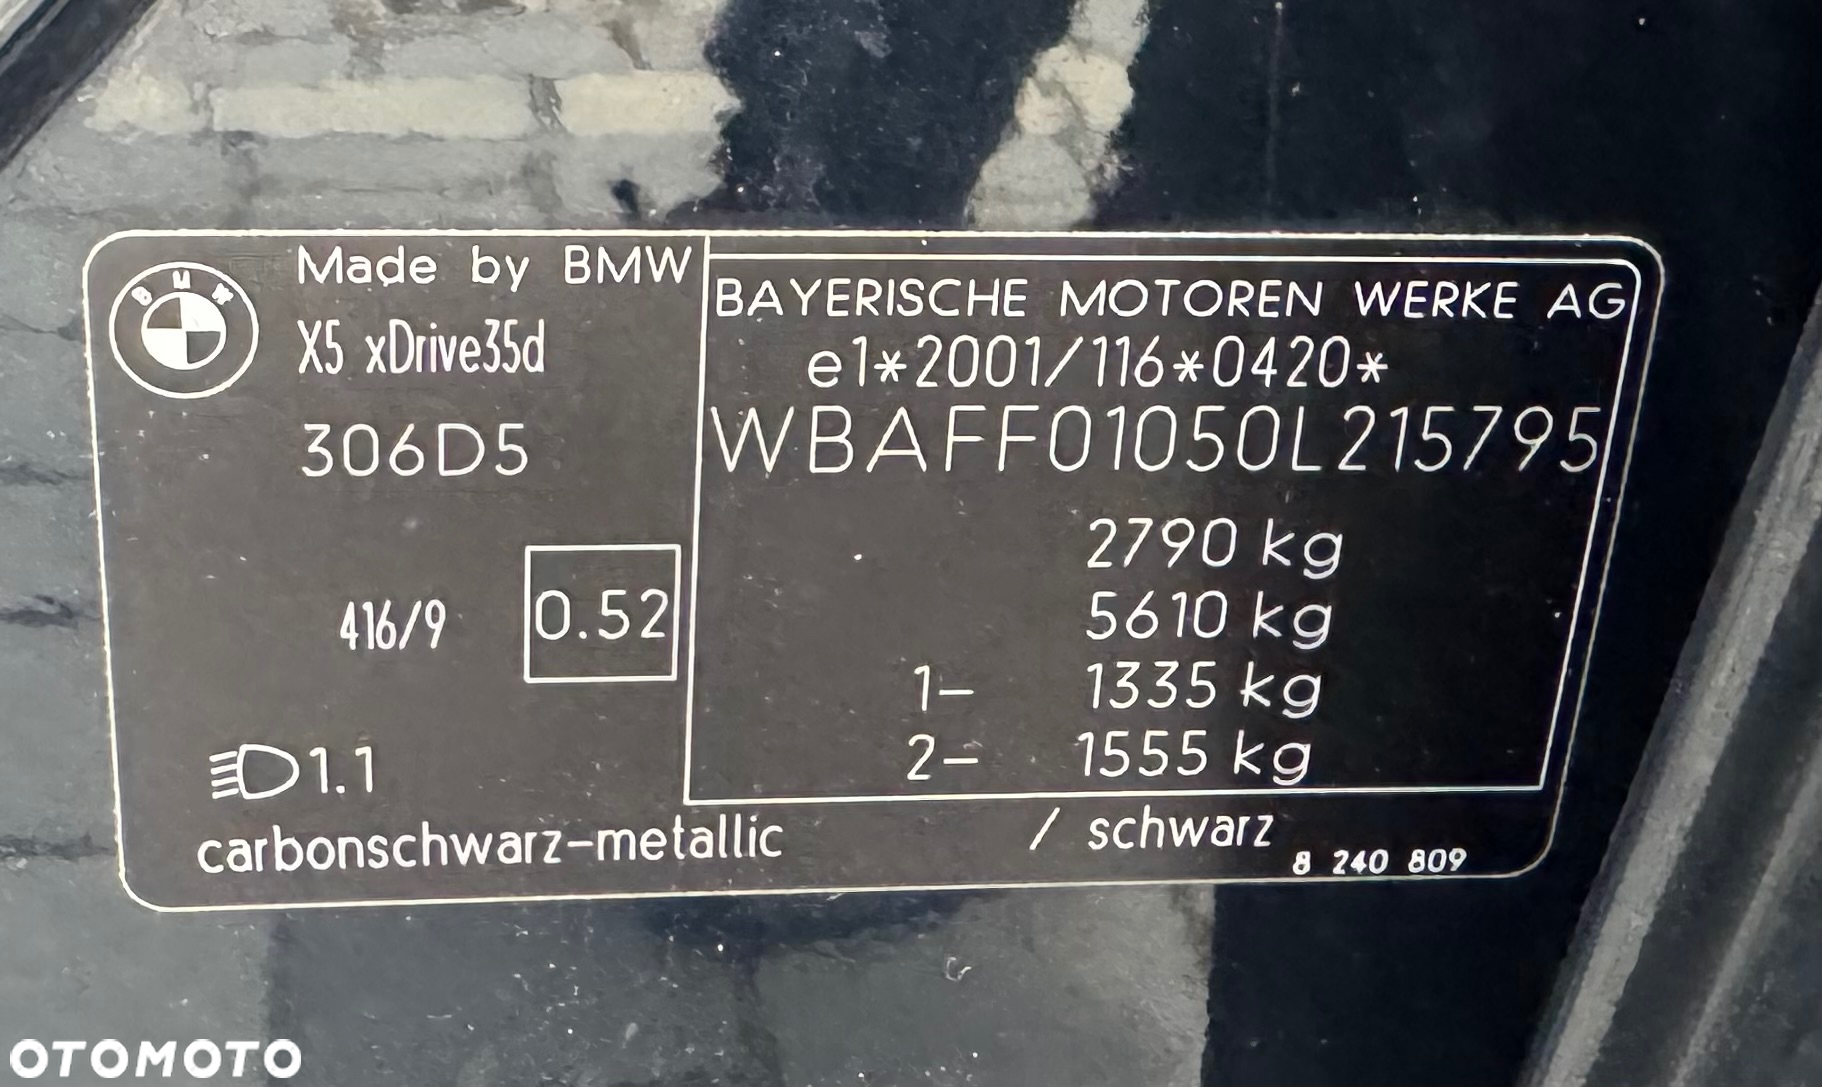 BMW
Made by BMW
X5 xDrive35d
306D5
416/9
0.52
1.1
BAYERISCHE MOTOREN WERKE AG
e1*2001/116*0420*
WBAFF01050L215795
2790 kg
5610 kg
1- 1335 kg
2- 1555 kg
carbonschwarz-metallic / schwarz
8 240 809
OTOMOTO